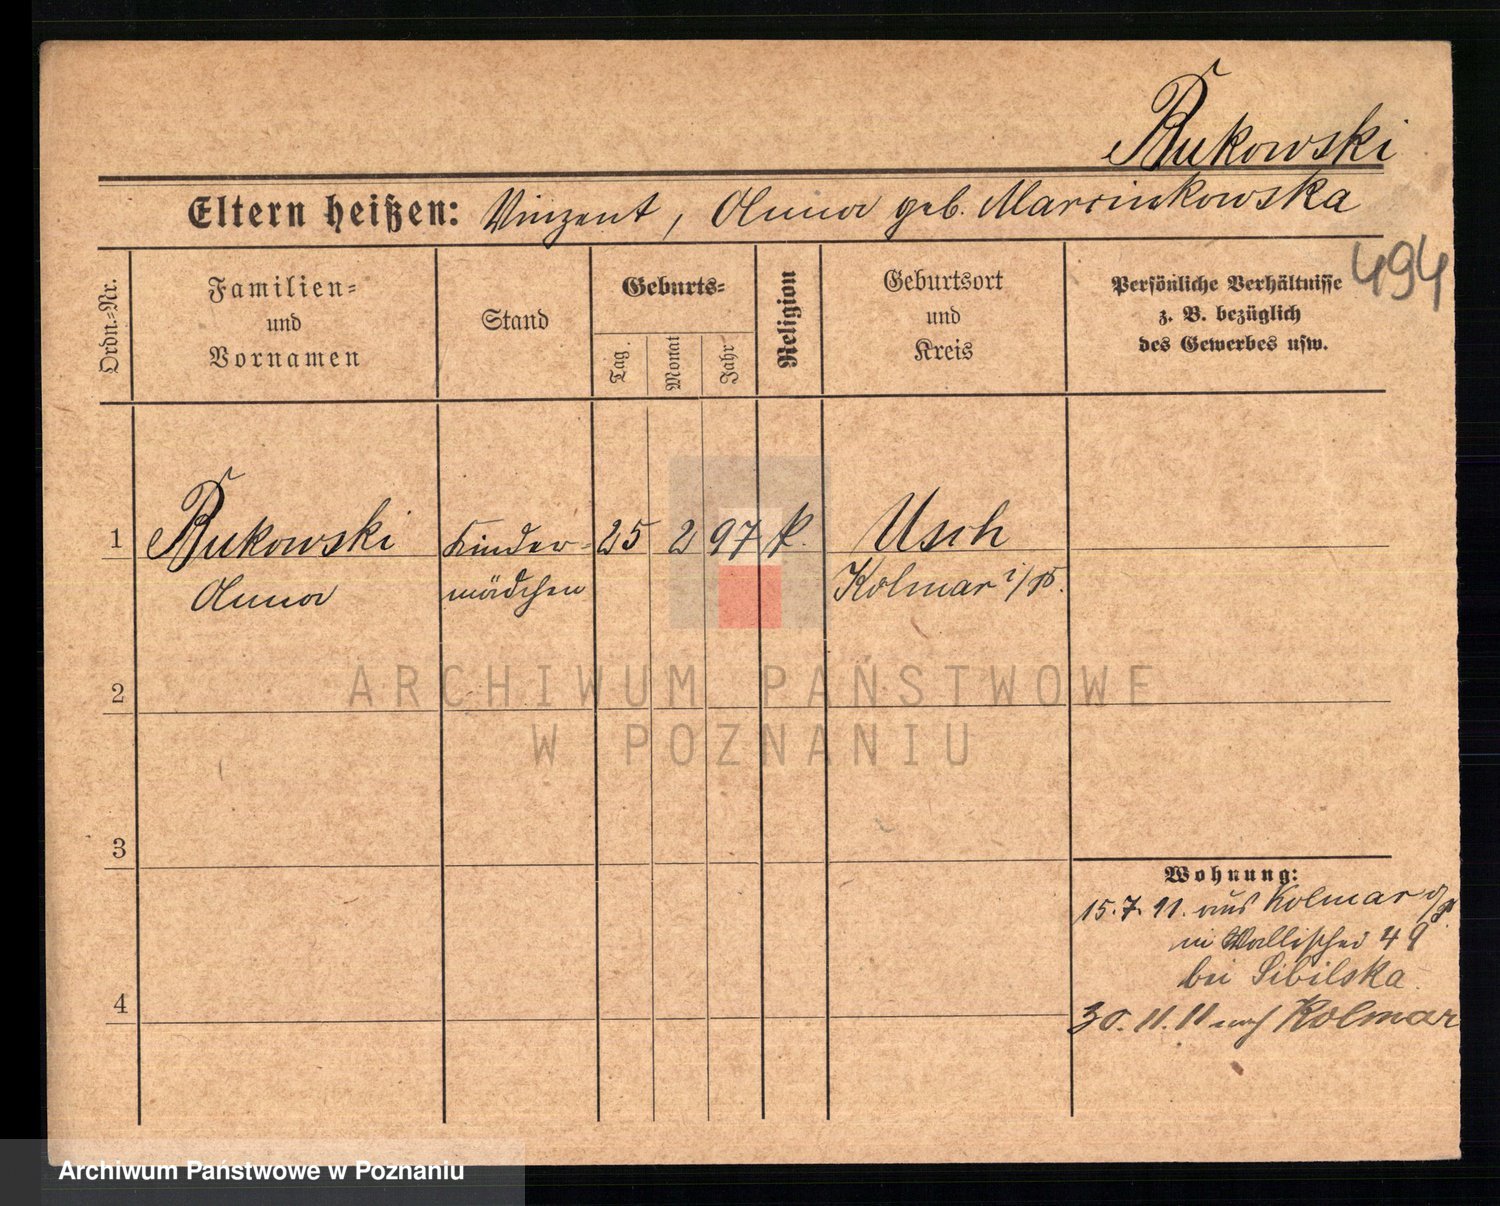 Bukowski
Eltern heißen: Vinzent, Anna geb. Marcinkowska
494
Ordn.=Nr.
Familien=
und
Vornamen
Stand
Geburts=
Tag.
Monat
Jahr
Religion
Geburtsort
und
Kreis
Persönliche Verhältnisse
z. B. bezüglich
des Gewerbes usw.
1
Bukowski
Anna
Kinder-
mädchen
25
2
97
k.
Usch
Kolmar i/P.
2
3
4
Wohnung:
15.7.11. aus Kolmar i/P.
in Wallischei 49
bei Sibilska
30.11.11 nach Kolmar
ARCHIWUM PAŃSTWOWE
W POZNANIU
Archiwum Państwowe w Poznaniu